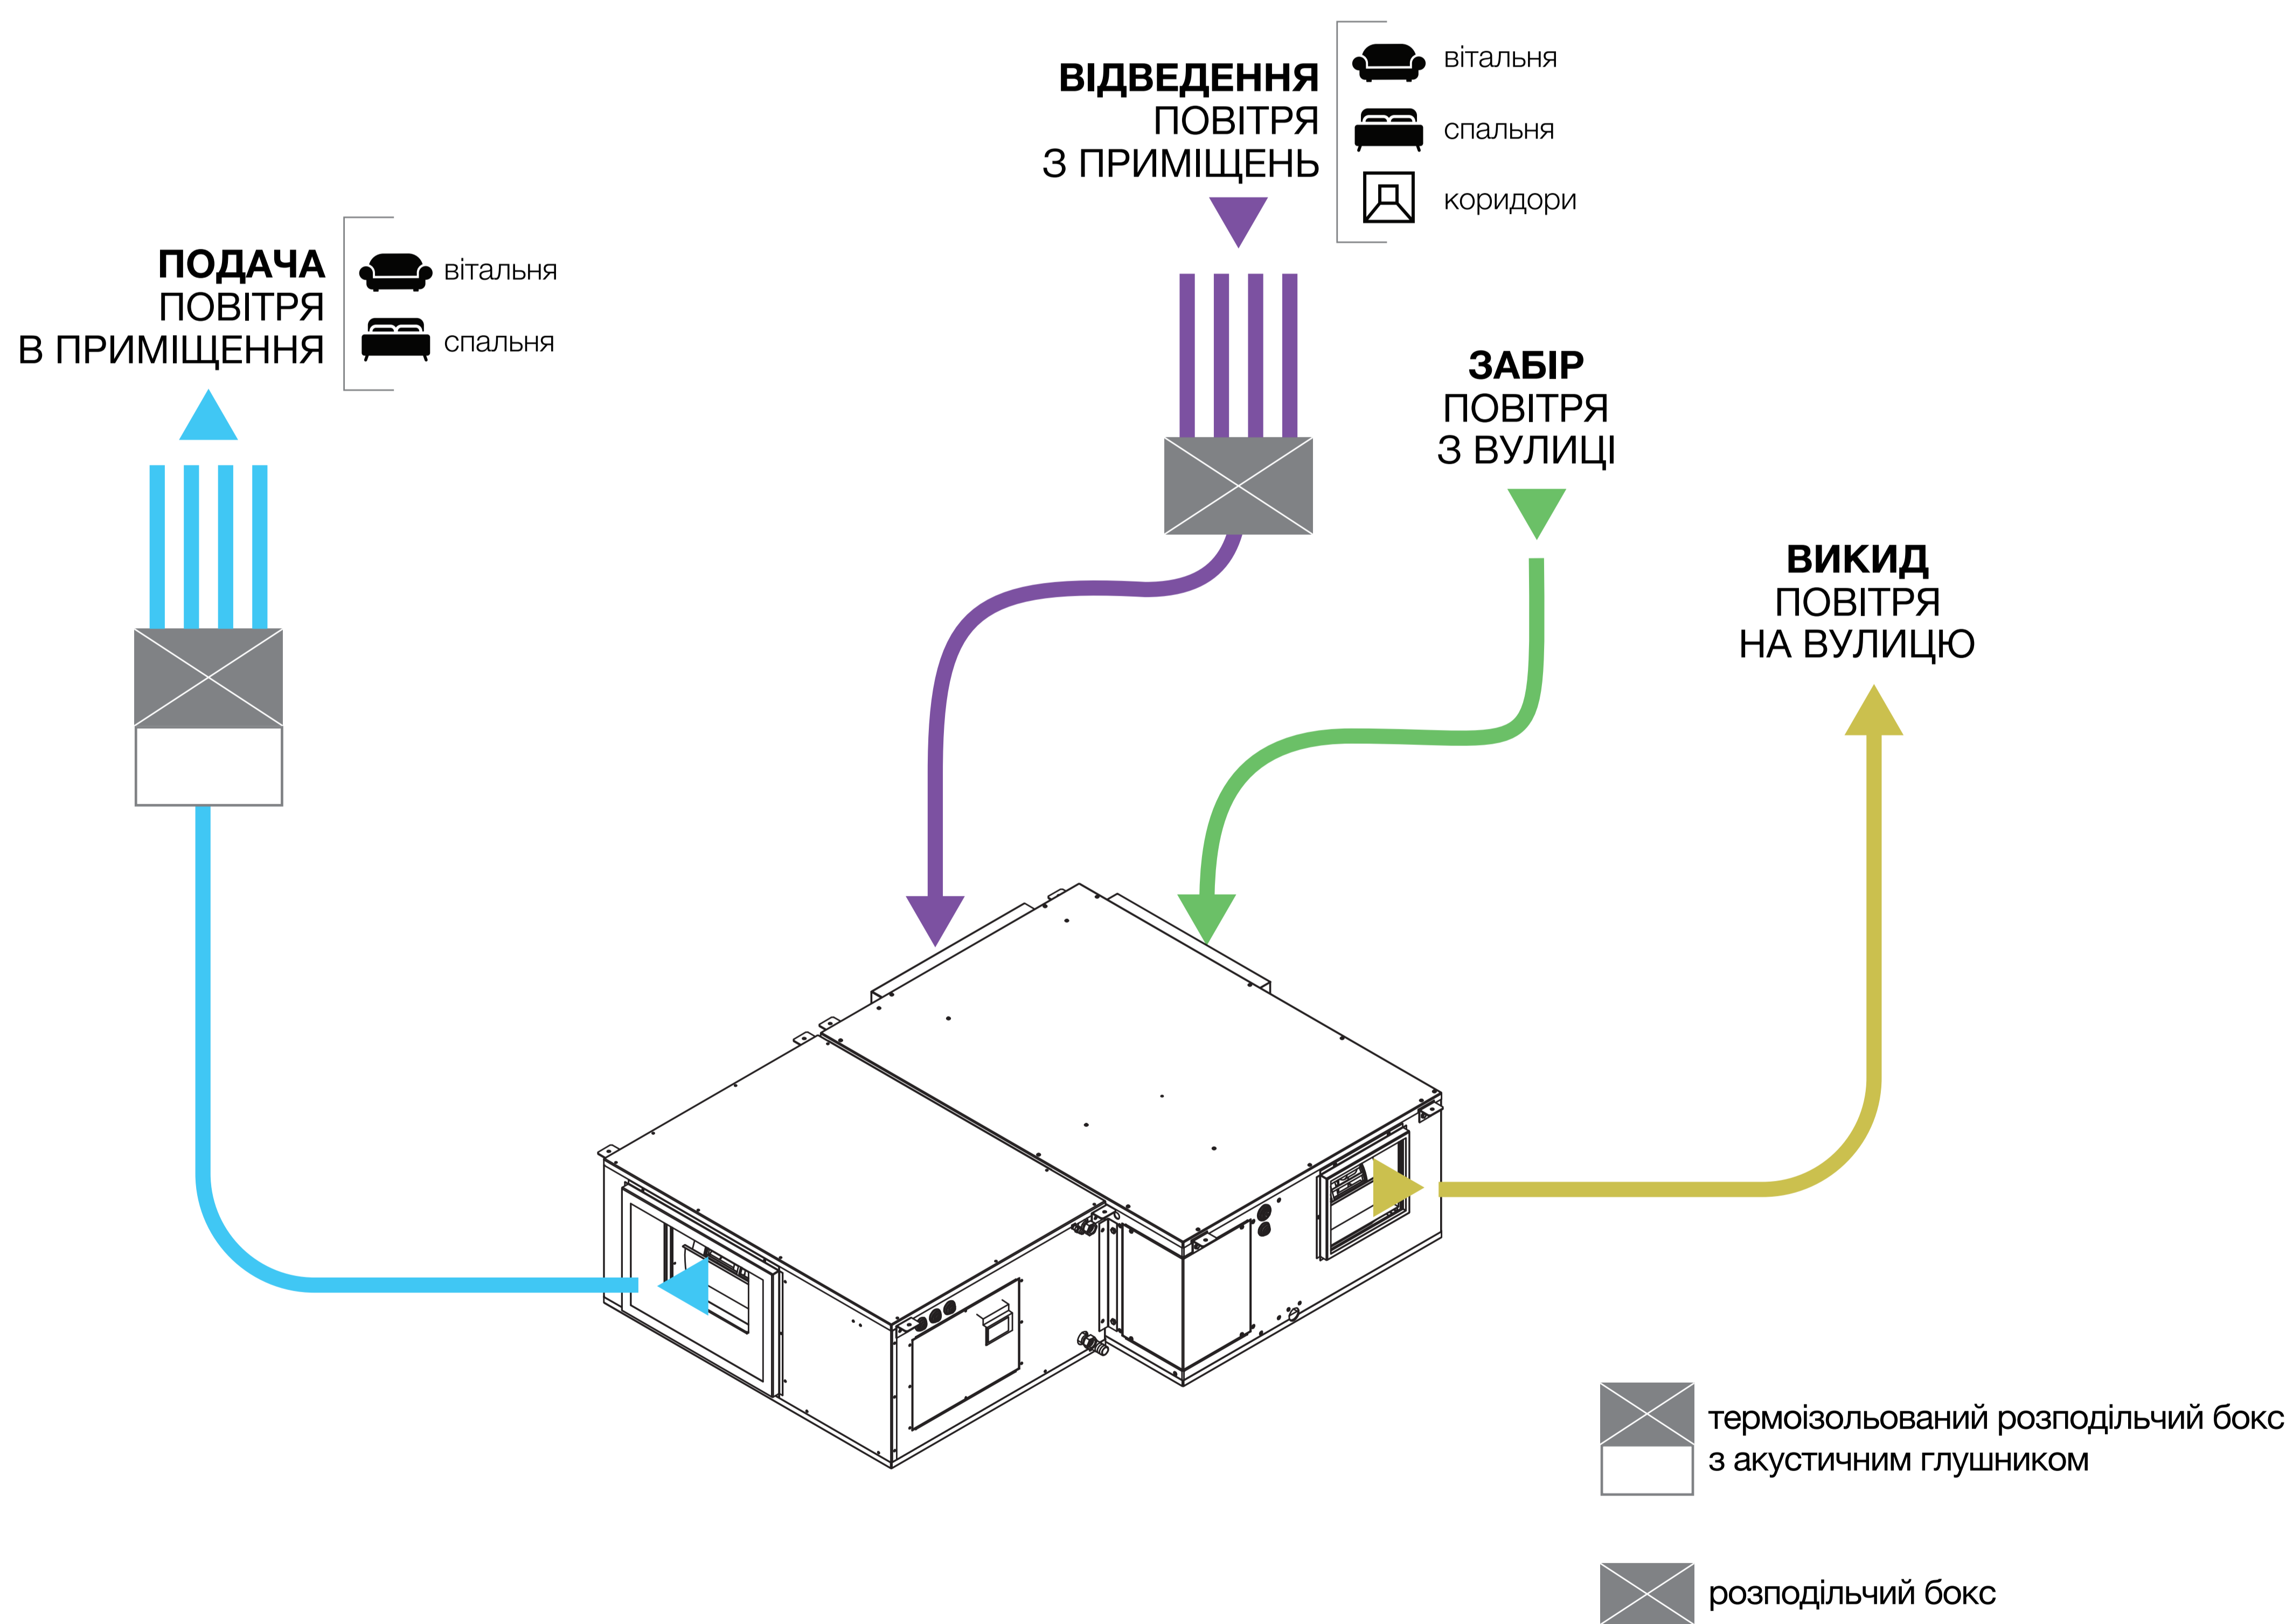 ВІДВЕДЕННЯ
ПОВІТРЯ
З ПРИМІЩЕНЬ
вітальня
спальня
коридори
ПОДАЧА
ПОВІТРЯ
В ПРИМІЩЕННЯ
вітальня
спальня
ЗАБІР
ПОВІТРЯ
З ВУЛИЦІ
ВИКИД
ПОВІТРЯ
НА ВУЛИЦЮ
термоізольований розподільчий бокс
з акустичним глушником
розподільчий бокс